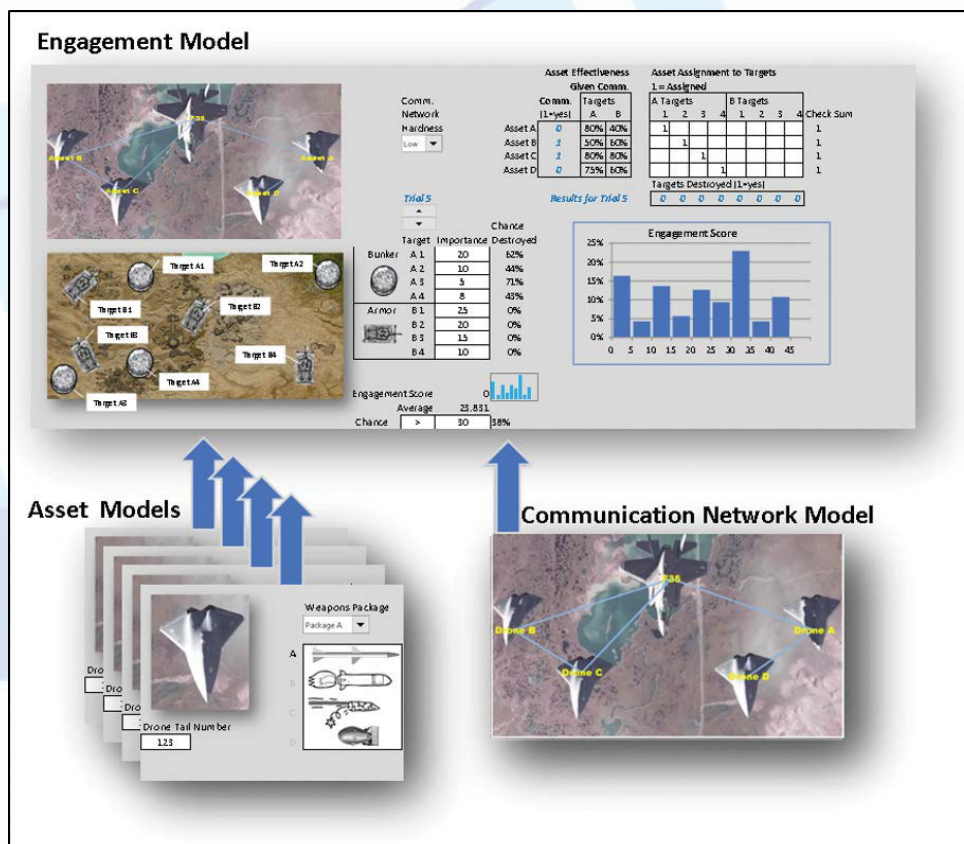 Engagement Model
Asset Effectiveness Asset Assignment to Targets
Given Comm. 1 = Assigned
Comm. Comm. Targets A Targets B Targets
Network (1=yes) A B 1 2 3 4 1 2 3 4 Check Sum
Hardness Asset A 0 80% 40% 1 1
Low Asset B 1 50% 60% 1 1
Asset C 1 80% 80% 1 1
Asset D 0 75% 60% 1 1
Targets Destroyed (1=yes)
Trial 5 Results for Trial 5 0 0 0 0 0 0 0 0
F35
Asset B
Asset A
Asset C
Asset D
Chance
Target Importance Destroyed
Bunker A 1 20 62%
A 2 10 44%
A 3 5 71%
A 4 8 43%
Armor B 1 25 0%
B 2 20 0%
B 3 15 0%
B 4 10 0%
Engagement Score 0
Average 23.831
Chance > 30 38%
Engagement Score
25%
20%
15%
10%
5%
0%
0 5 10 15 20 25 30 35 40 45
Target A1
Target A2
Target B1
Target B2
Target B3
Target B4
Target A4
Target A3
Asset Models
Weapons Package
Package A
A
B
C
D
Dro
Dro
Dro
Drone Tail Number
123
Communication Network Model
F35
Drone B
Drone A
Drone C
Drone D